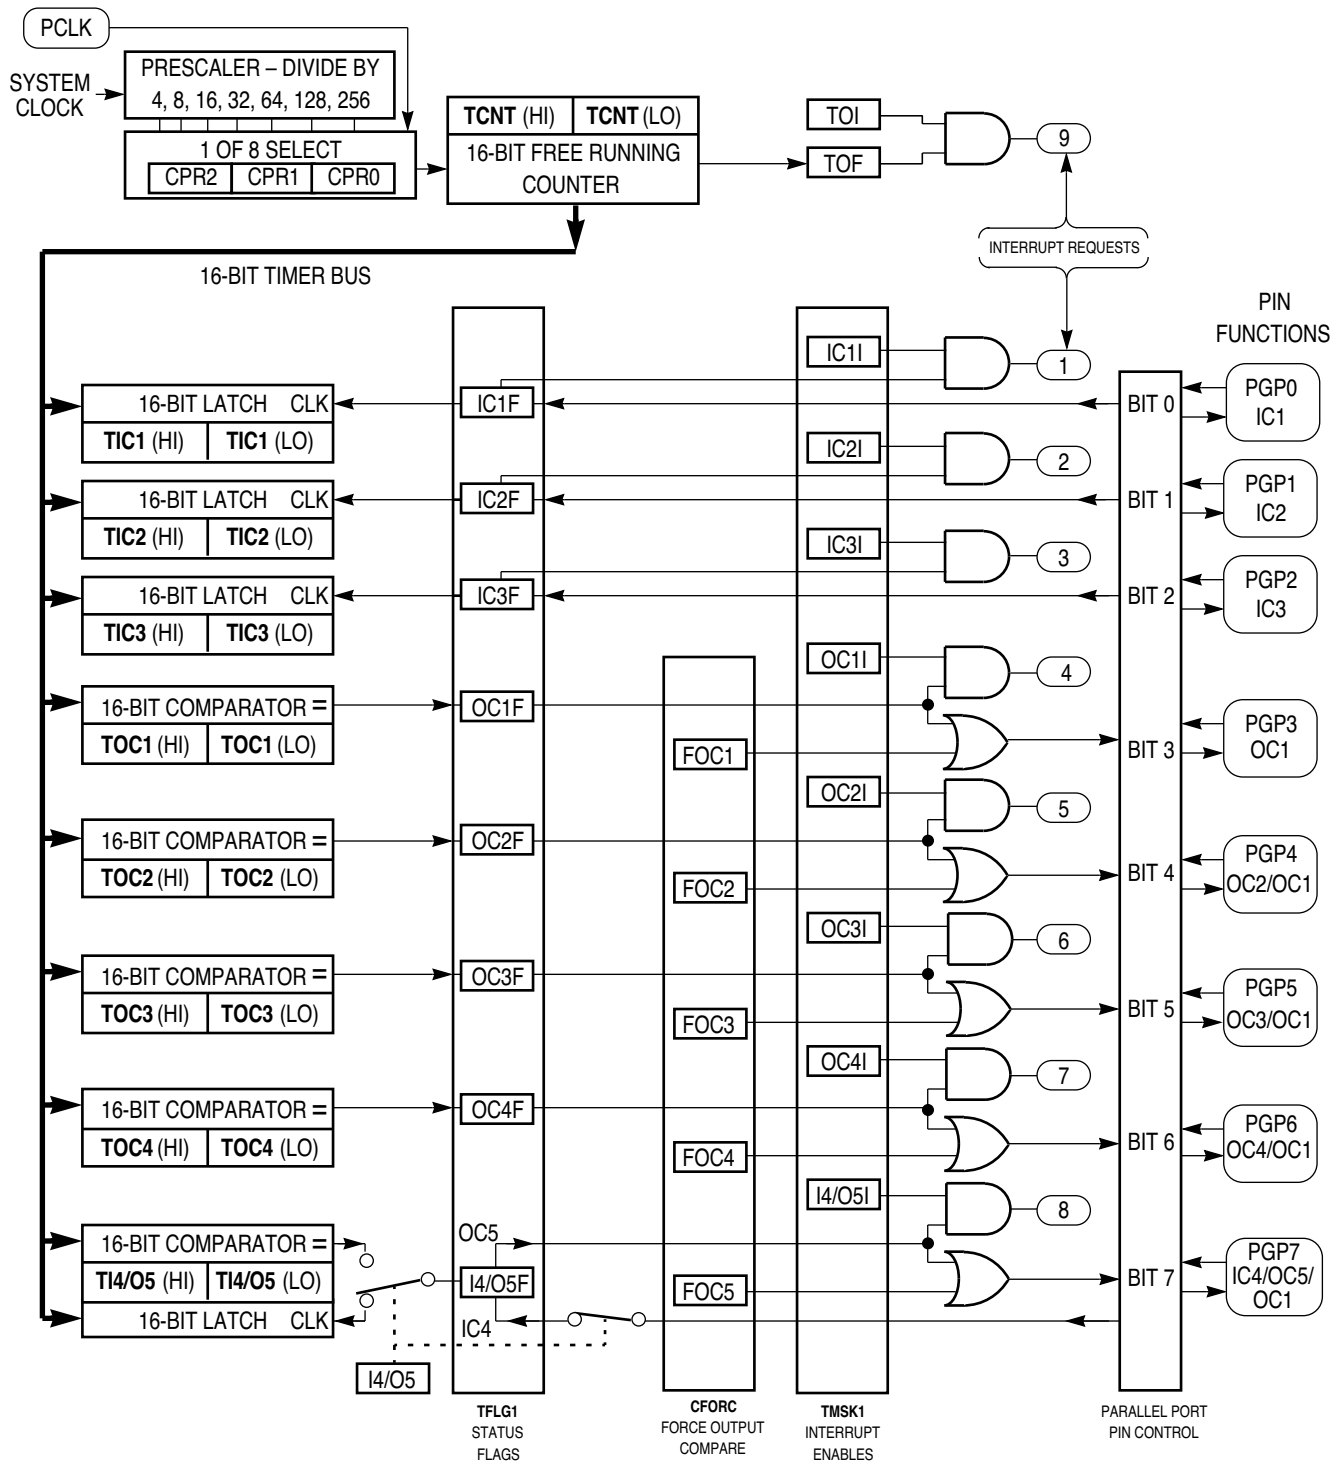 PCLK
SYSTEM
CLOCK
PRESCALER – DIVIDE BY
4, 8, 16, 32, 64, 128, 256
1 OF 8 SELECT
CPR2 CPR1 CPR0
TCNT (HI) TCNT (LO)
16-BIT FREE RUNNING
COUNTER
TOI
TOF
9
INTERRUPT REQUESTS
16-BIT TIMER BUS
PIN
FUNCTIONS
IC1I
1
16-BIT LATCH CLK
TIC1 (HI) TIC1 (LO)
IC1F
BIT 0
PGP0
IC1
IC2I
2
16-BIT LATCH CLK
TIC2 (HI) TIC2 (LO)
IC2F
BIT 1
PGP1
IC2
IC3I
3
16-BIT LATCH CLK
TIC3 (HI) TIC3 (LO)
IC3F
BIT 2
PGP2
IC3
OC1I
4
16-BIT COMPARATOR =
TOC1 (HI) TOC1 (LO)
OC1F
FOC1
BIT 3
PGP3
OC1
OC2I
5
16-BIT COMPARATOR =
TOC2 (HI) TOC2 (LO)
OC2F
FOC2
BIT 4
PGP4
OC2/OC1
OC3I
6
16-BIT COMPARATOR =
TOC3 (HI) TOC3 (LO)
OC3F
FOC3
BIT 5
PGP5
OC3/OC1
OC4I
7
16-BIT COMPARATOR =
TOC4 (HI) TOC4 (LO)
OC4F
FOC4
BIT 6
PGP6
OC4/OC1
I4/O5I
8
16-BIT COMPARATOR =
TI4/O5 (HI) TI4/O5 (LO)
16-BIT LATCH CLK
OC5
I4/O5F
IC4
FOC5
BIT 7
PGP7
IC4/OC5/
OC1
I4/O5
TFLG1
STATUS
FLAGS
CFORC
FORCE OUTPUT
COMPARE
TMSK1
INTERRUPT
ENABLES
PARALLEL PORT
PIN CONTROL